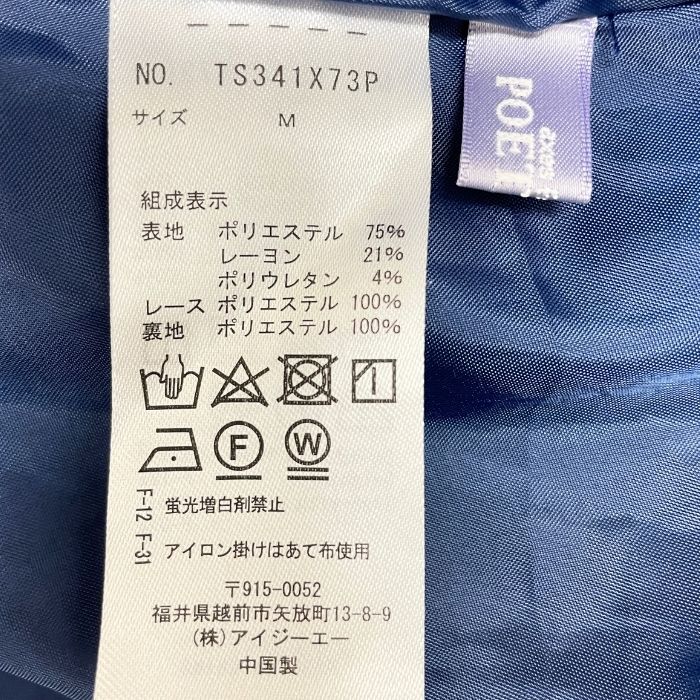 NO. TS341X73P
サイズ M
組成表示
表地 ポリエステル 75%
レーヨン 21%
ポリウレタン 4%
レース ポリエステル 100%
裏地 ポリエステル 100%
F W
F-12 蛍光増白剤禁止
F-31 アイロン掛けはあて布使用
〒915-0052
福井県越前市矢放町13-8-9
(株)アイジーエー
中国製
axes
POE